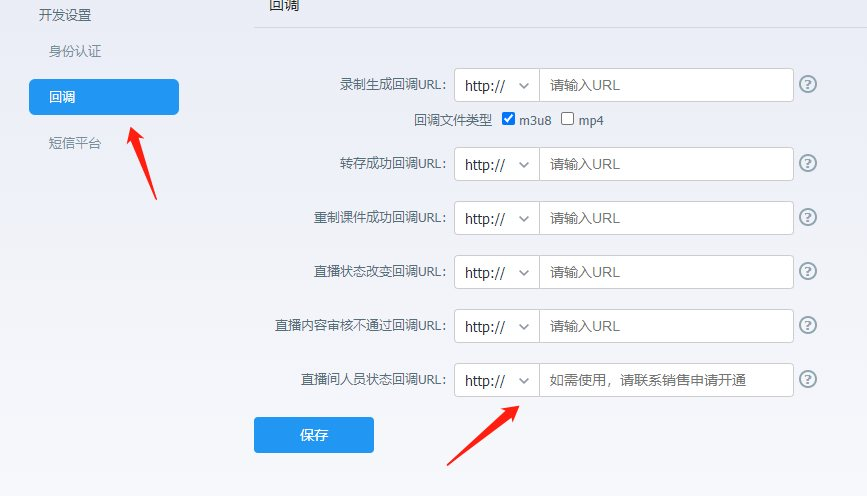 开发设置
回调
身份认证
回调
短信平台
录制生成回调URL: http:// 请输入URL ?
回调文件类型 m3u8 mp4
转存成功回调URL: http:// 请输入URL ?
重制课件成功回调URL: http:// 请输入URL ?
直播状态改变回调URL: http:// 请输入URL ?
直播内容审核不通过回调URL: http:// 请输入URL ?
直播间人员状态回调URL: http:// 如需使用，请联系销售申请开通 ?
保存